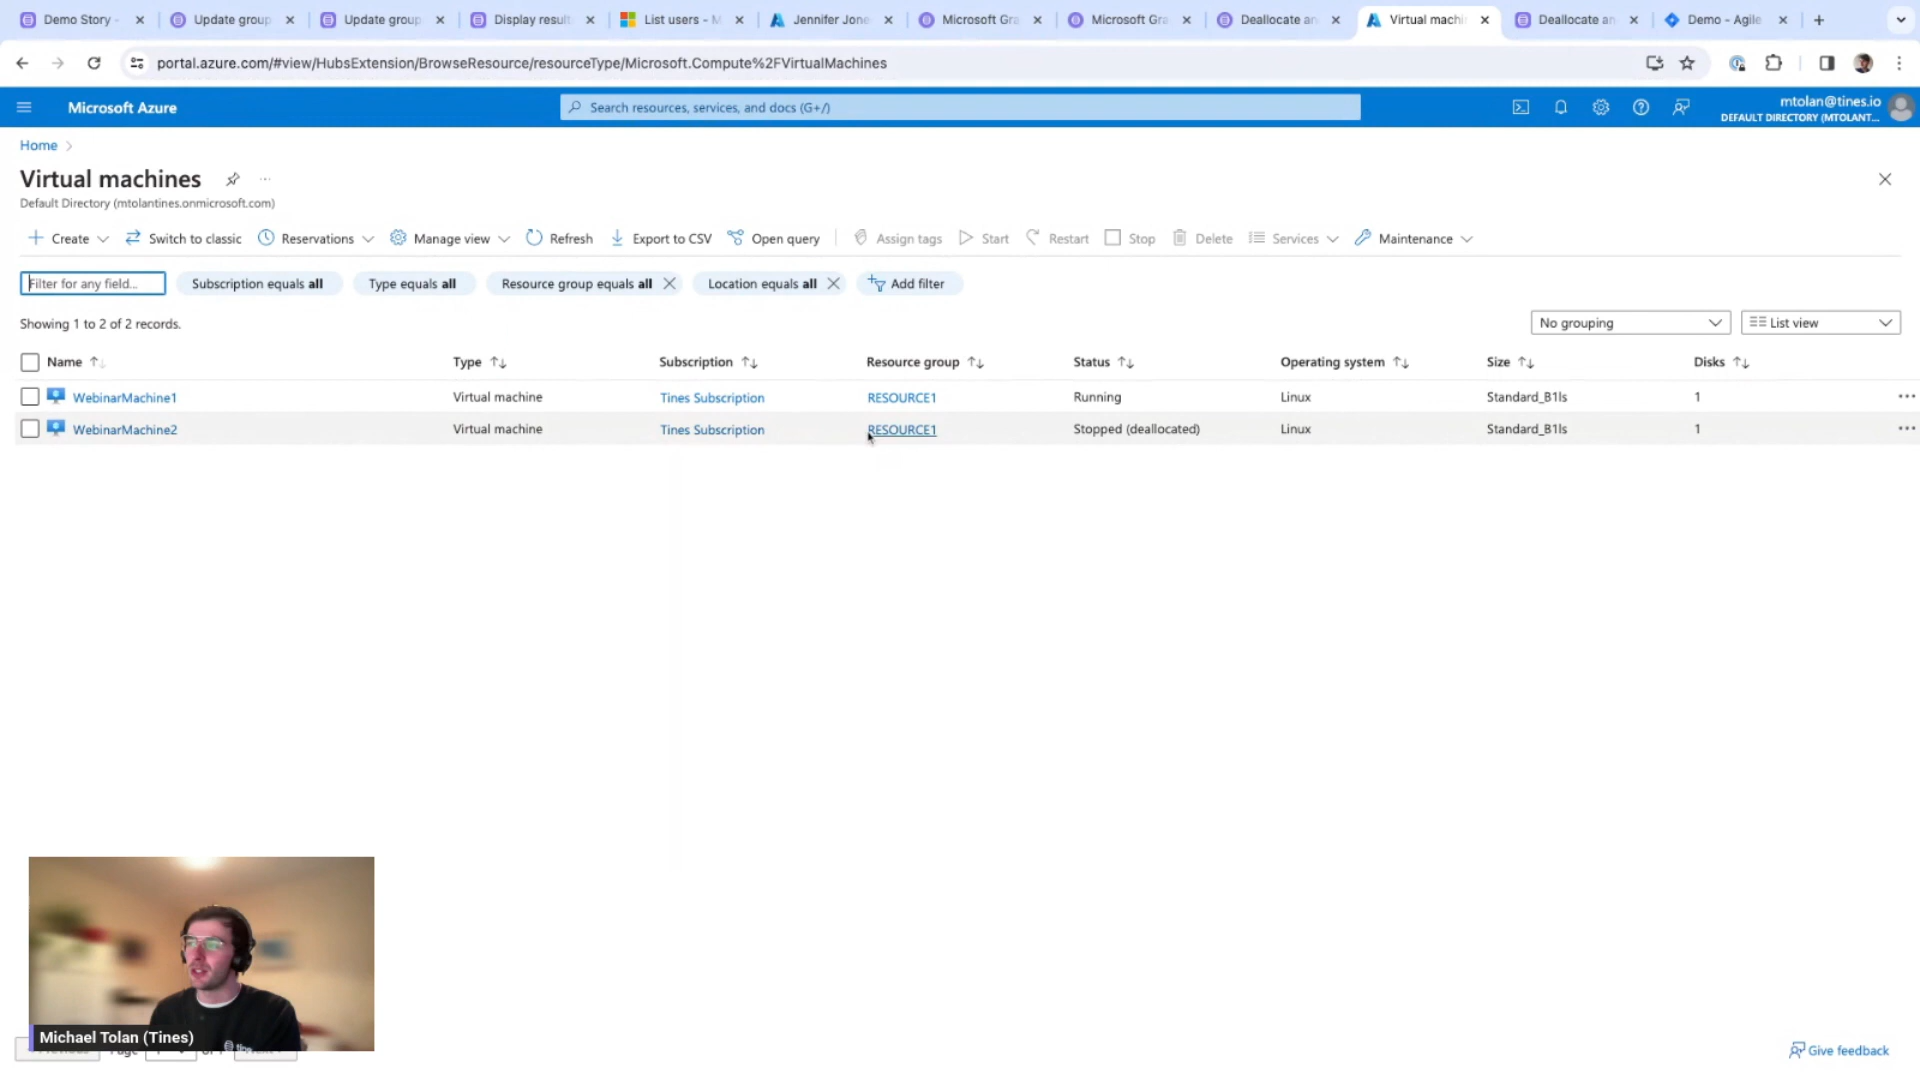 Demo Story - Update group Update group Display result List users - M Jennifer Jone Microsoft Gra Microsoft Gra Deallocate an Virtual machi Deallocate an Demo - Agile
portal.azure.com/#view/HubsExtension/BrowseResource/resourceType/Microsoft.Compute%2FVirtualMachines
Microsoft Azure
Search resources, services, and docs (G+/)
mtolan@tines.io
DEFAULT DIRECTORY (MTOLANT...
Home
Virtual machines
Default Directory (mtolantines.onmicrosoft.com)
Create Switch to classic Reservations Manage view Refresh Export to CSV Open query Assign tags Start Restart Stop Delete Services Maintenance
Filter for any field... Subscription equals all Type equals all Resource group equals all Location equals all Add filter
Showing 1 to 2 of 2 records.
No grouping List view
Name Type Subscription Resource group Status Operating system Size Disks
WebinarMachine1 Virtual machine Tines Subscription RESOURCE1 Running Linux Standard_B1ls 1
WebinarMachine2 Virtual machine Tines Subscription RESOURCE1 Stopped (deallocated) Linux Standard_B1ls 1
Michael Tolan (Tines)
Give feedback